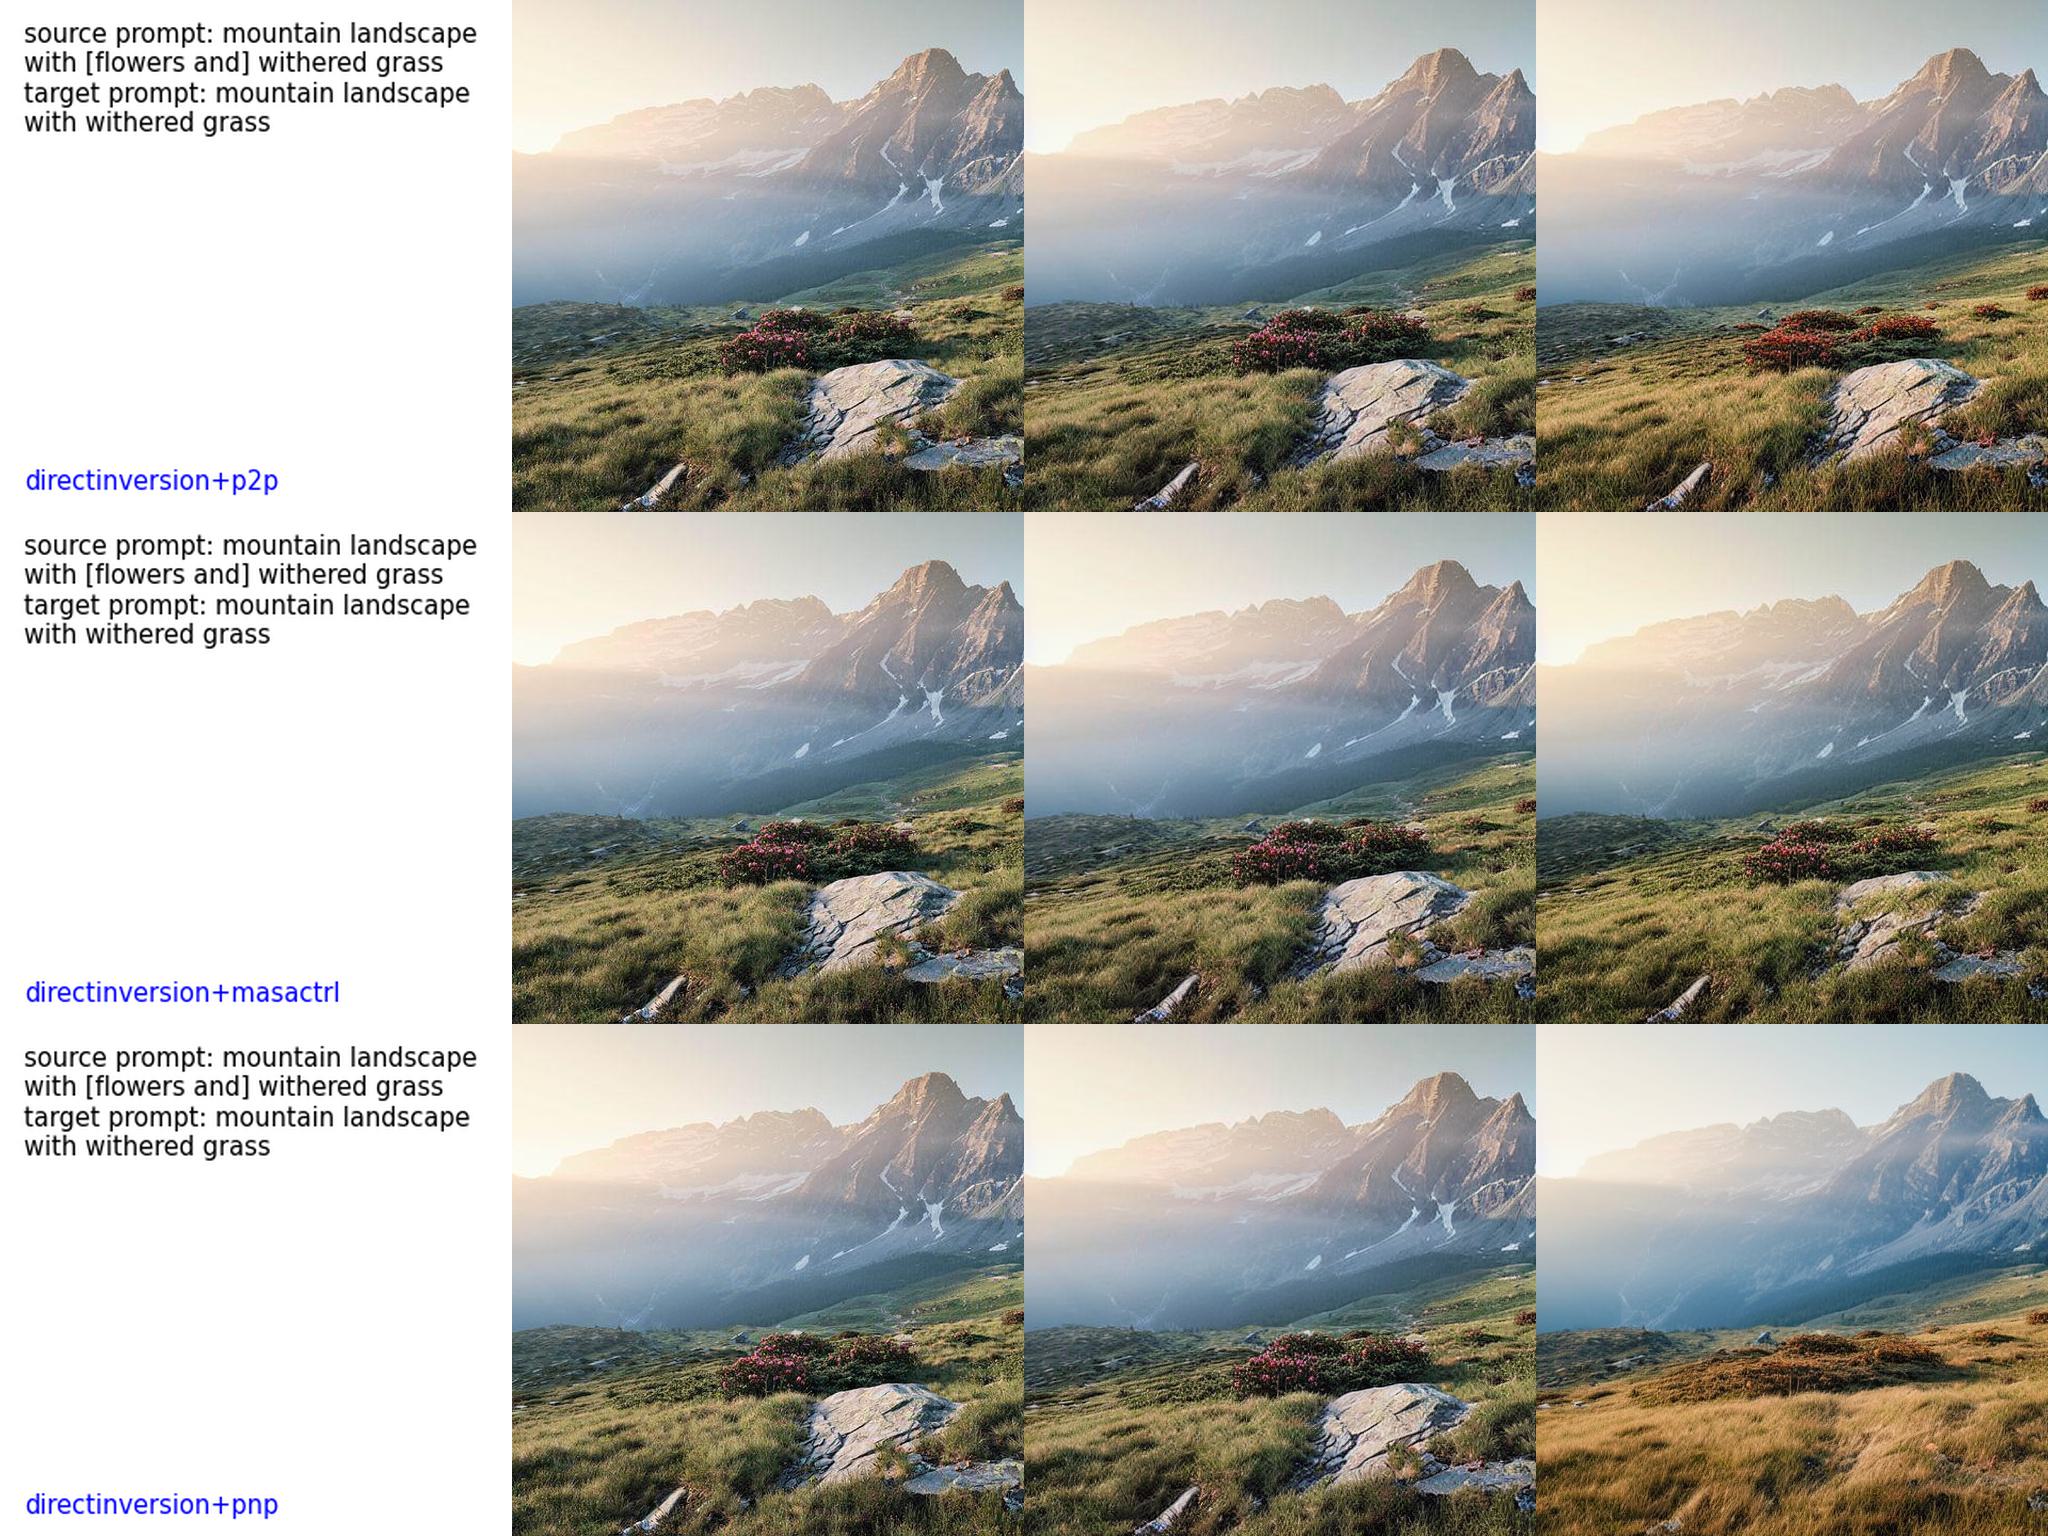 source prompt: mountain landscape
with [flowers and] withered grass
target prompt: mountain landscape
with withered grass
directinversion+p2p
source prompt: mountain landscape
with [flowers and] withered grass
target prompt: mountain landscape
with withered grass
directinversion+masactrl
source prompt: mountain landscape
with [flowers and] withered grass
target prompt: mountain landscape
with withered grass
directinversion+pnp